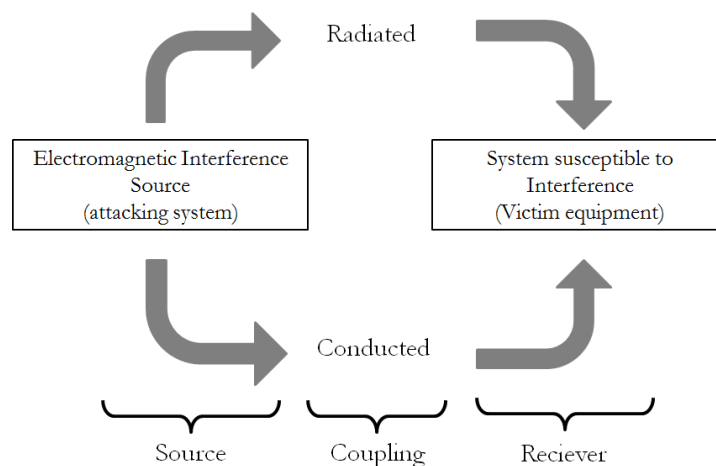 Radiated
Electromagnetic Interference
Source
(attacking system)
System susceptible to
Interference
(Victim equipment)
Conducted
Source
Coupling
Reciever